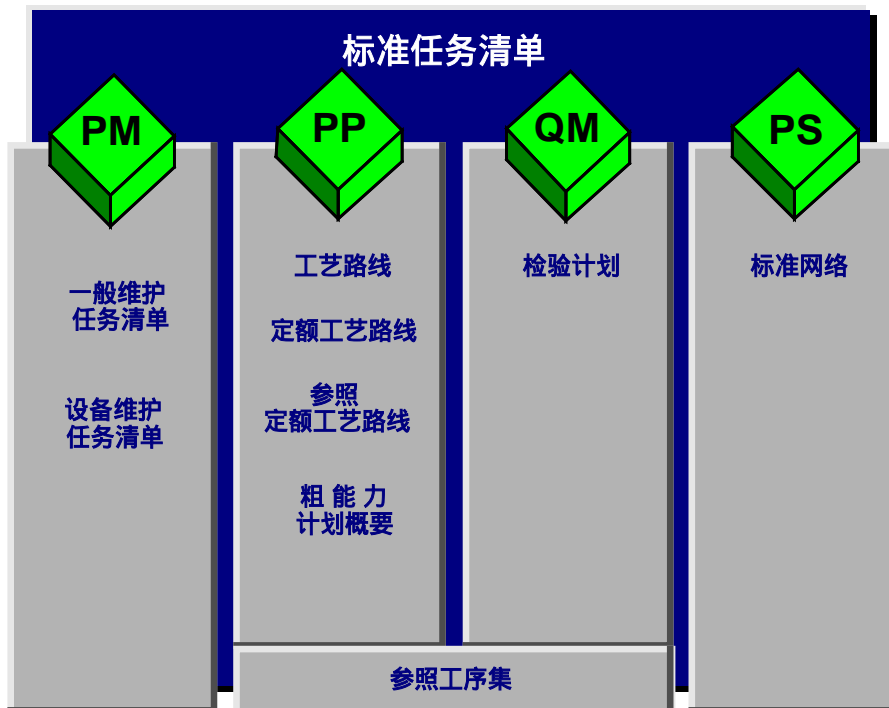 标准任务清单
PM
一般维护
任务清单
设备维护
任务清单
PP
工艺路线
定额工艺路线
参照
定额工艺路线
粗 能 力
计划概要
QM
检验计划
PS
标准网络
参照工序集